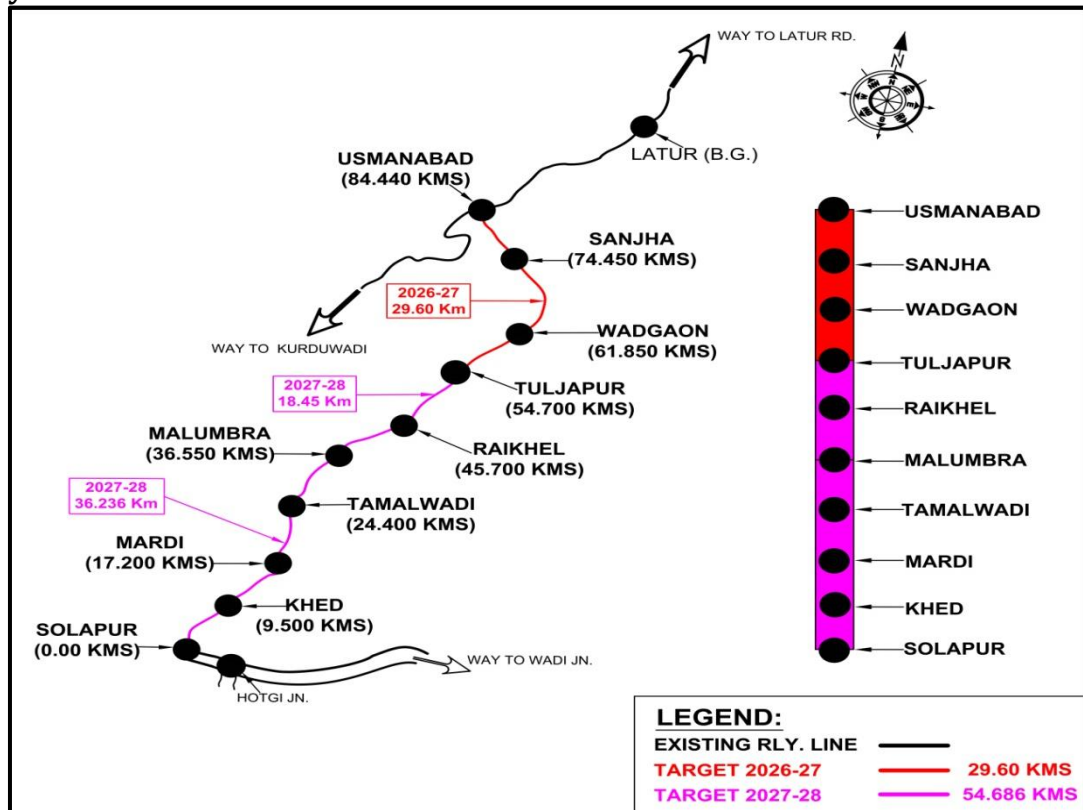 WAY TO LATUR RD.
N
LATUR (B.G.)
USMANABAD
(84.440 KMS)
SANJHA
(74.450 KMS)
2026-27
29.60 Km
WAY TO KURDUWADI
WADGAON
(61.850 KMS)
2027-28
18.45 Km
TULJAPUR
(54.700 KMS)
MALUMBRA
(36.550 KMS)
RAIKHEL
(45.700 KMS)
2027-28
36.236 Km
TAMALWADI
(24.400 KMS)
MARDI
(17.200 KMS)
KHED
(9.500 KMS)
SOLAPUR
(0.00 KMS)
WAY TO WADI JN.
HOTGI JN.
USMANABAD
SANJHA
WADGAON
TULJAPUR
RAIKHEL
MALUMBRA
TAMALWADI
MARDI
KHED
SOLAPUR
LEGEND:
EXISTING RLY. LINE
TARGET 2026-27 29.60 KMS
TARGET 2027-28 54.686 KMS